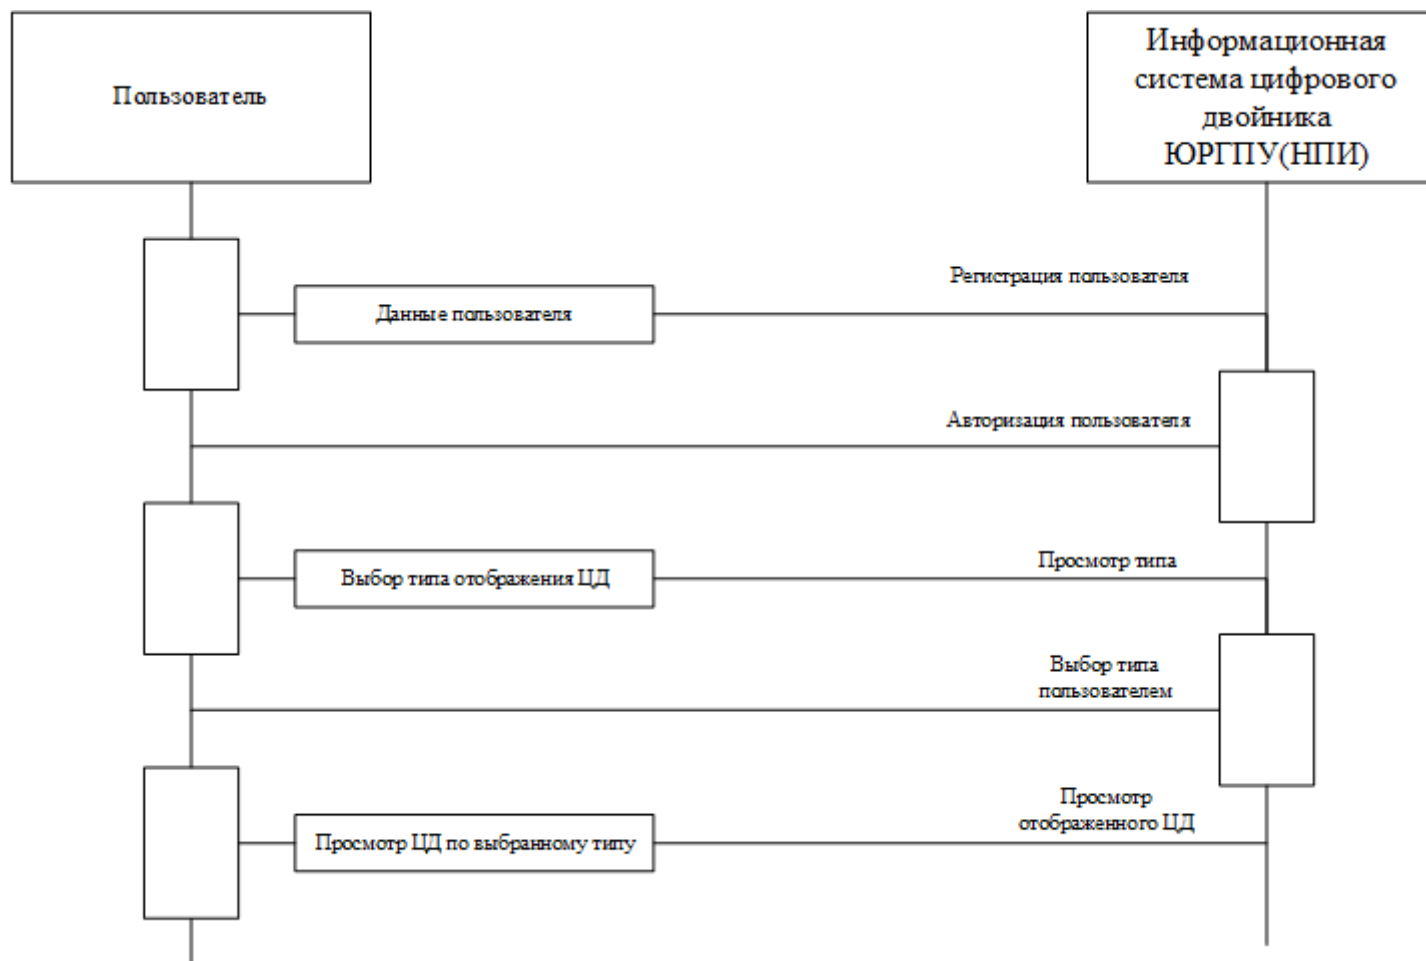 Пользователь
Информационная
система цифрового
двойника
ЮРГПУ(НПИ)
Регистрация пользователя
Данные пользователя
Авторизация пользователя
Просмотр типа
Выбор типа отображения ЦД
Выбор типа
пользователем
Просмотр
отображенного ЦД
Просмотр ЦД по выбранному типу